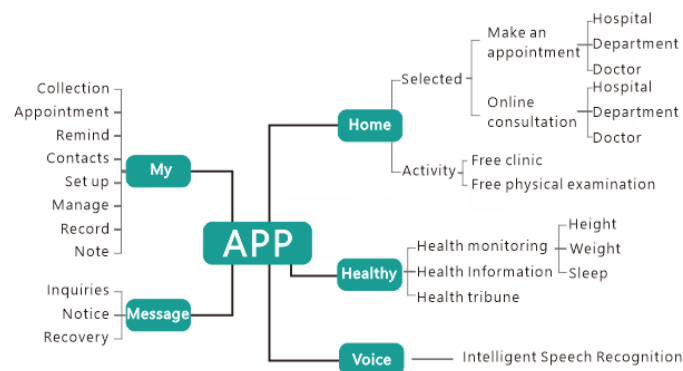 APP
My
Collection
Appointment
Remind
Contacts
Set up
Manage
Record
Note
Message
Inquiries
Notice
Recovery
Home
Selected
Make an
appointment
Hospital
Department
Doctor
Online
consultation
Hospital
Department
Doctor
Activity
Free clinic
Free physical examination
Healthy
Health monitoring
Health Information
Health tribune
Height
Weight
Sleep
Voice
Intelligent Speech Recognition